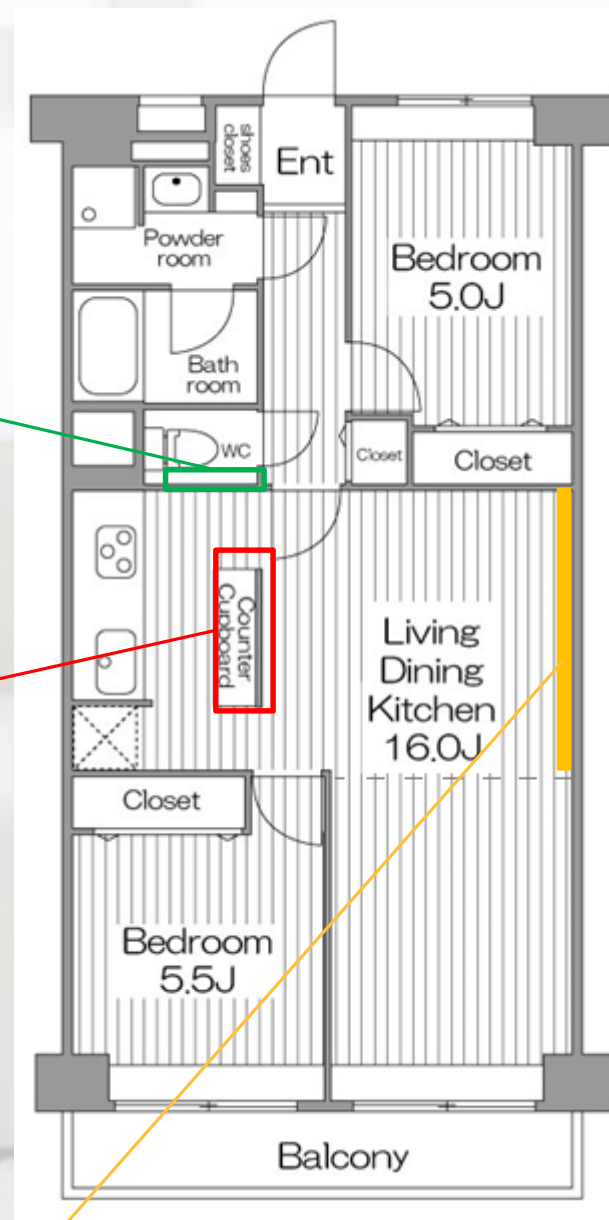 shoes
closet
Ent
Powder
room
Bedroom
5.0J
Bath
room
WC
Closet
Closet
Counter
Cupboard
Living
Dining
Kitchen
16.0J
Closet
Bedroom
5.5J
Balcony